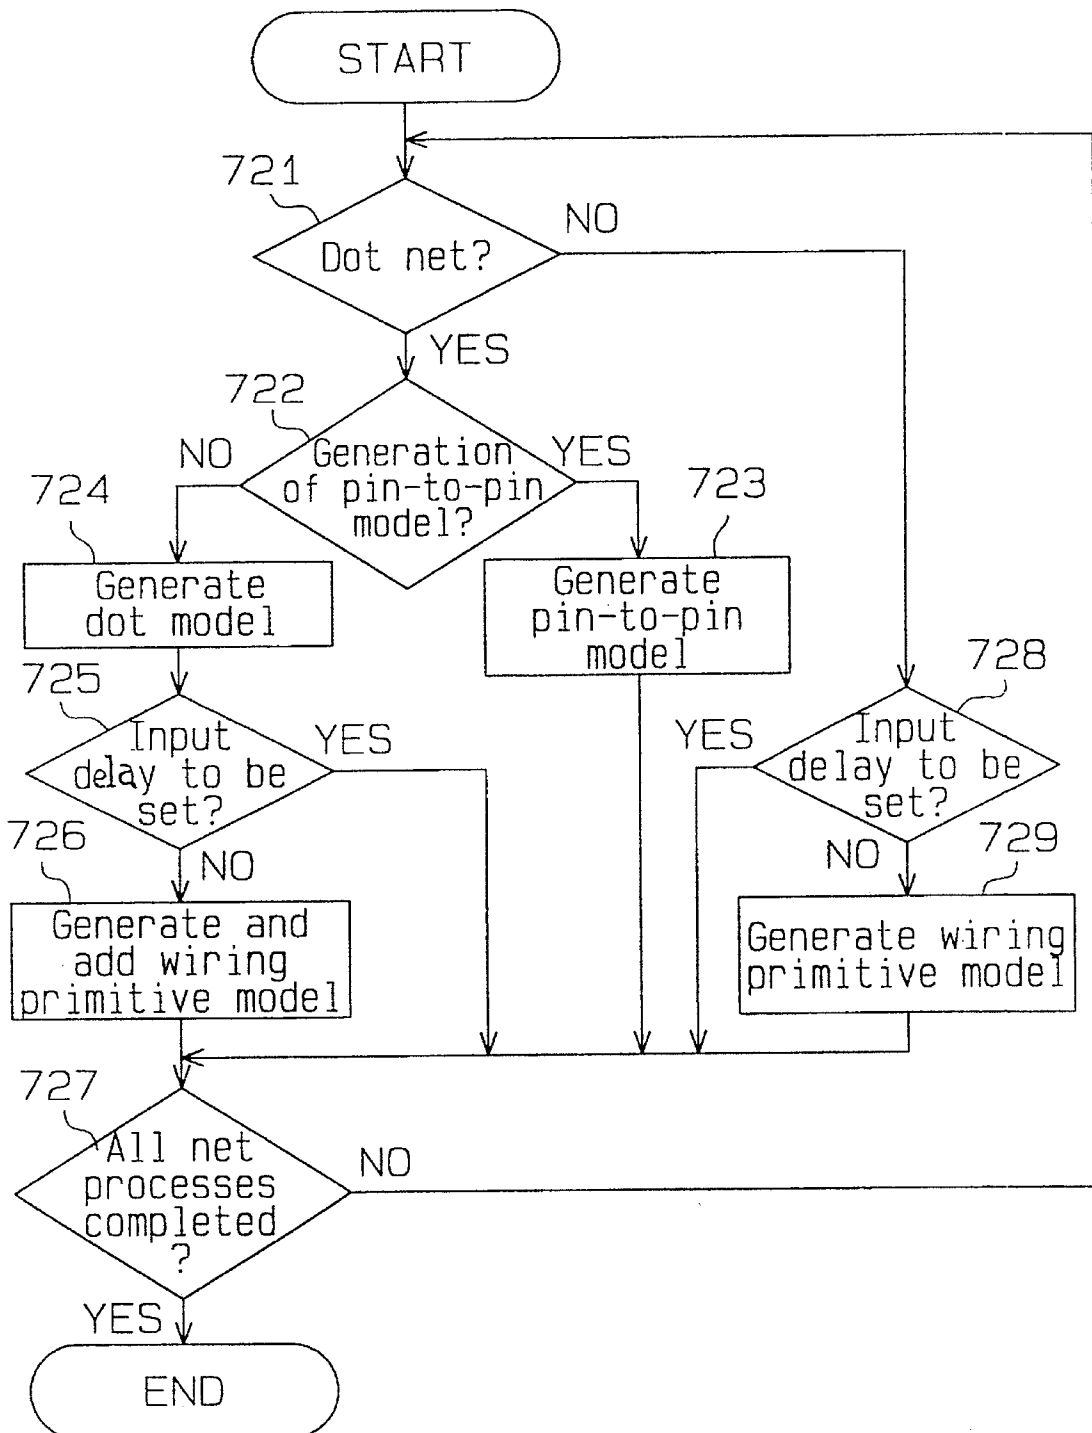 START
721
NO
Dot net?
YES
722
NO
YES
Generation
of pin-to-pin
model?
724
723
Generate
dot model
Generate
pin-to-pin
model
725
728
Input
delay to be
set?
YES
YES
Input
delay to be
set?
726
NO
NO
729
Generate and
add wiring
primitive model
Generate wiring
primitive model
727
All net
processes
completed
?
NO
YES
END